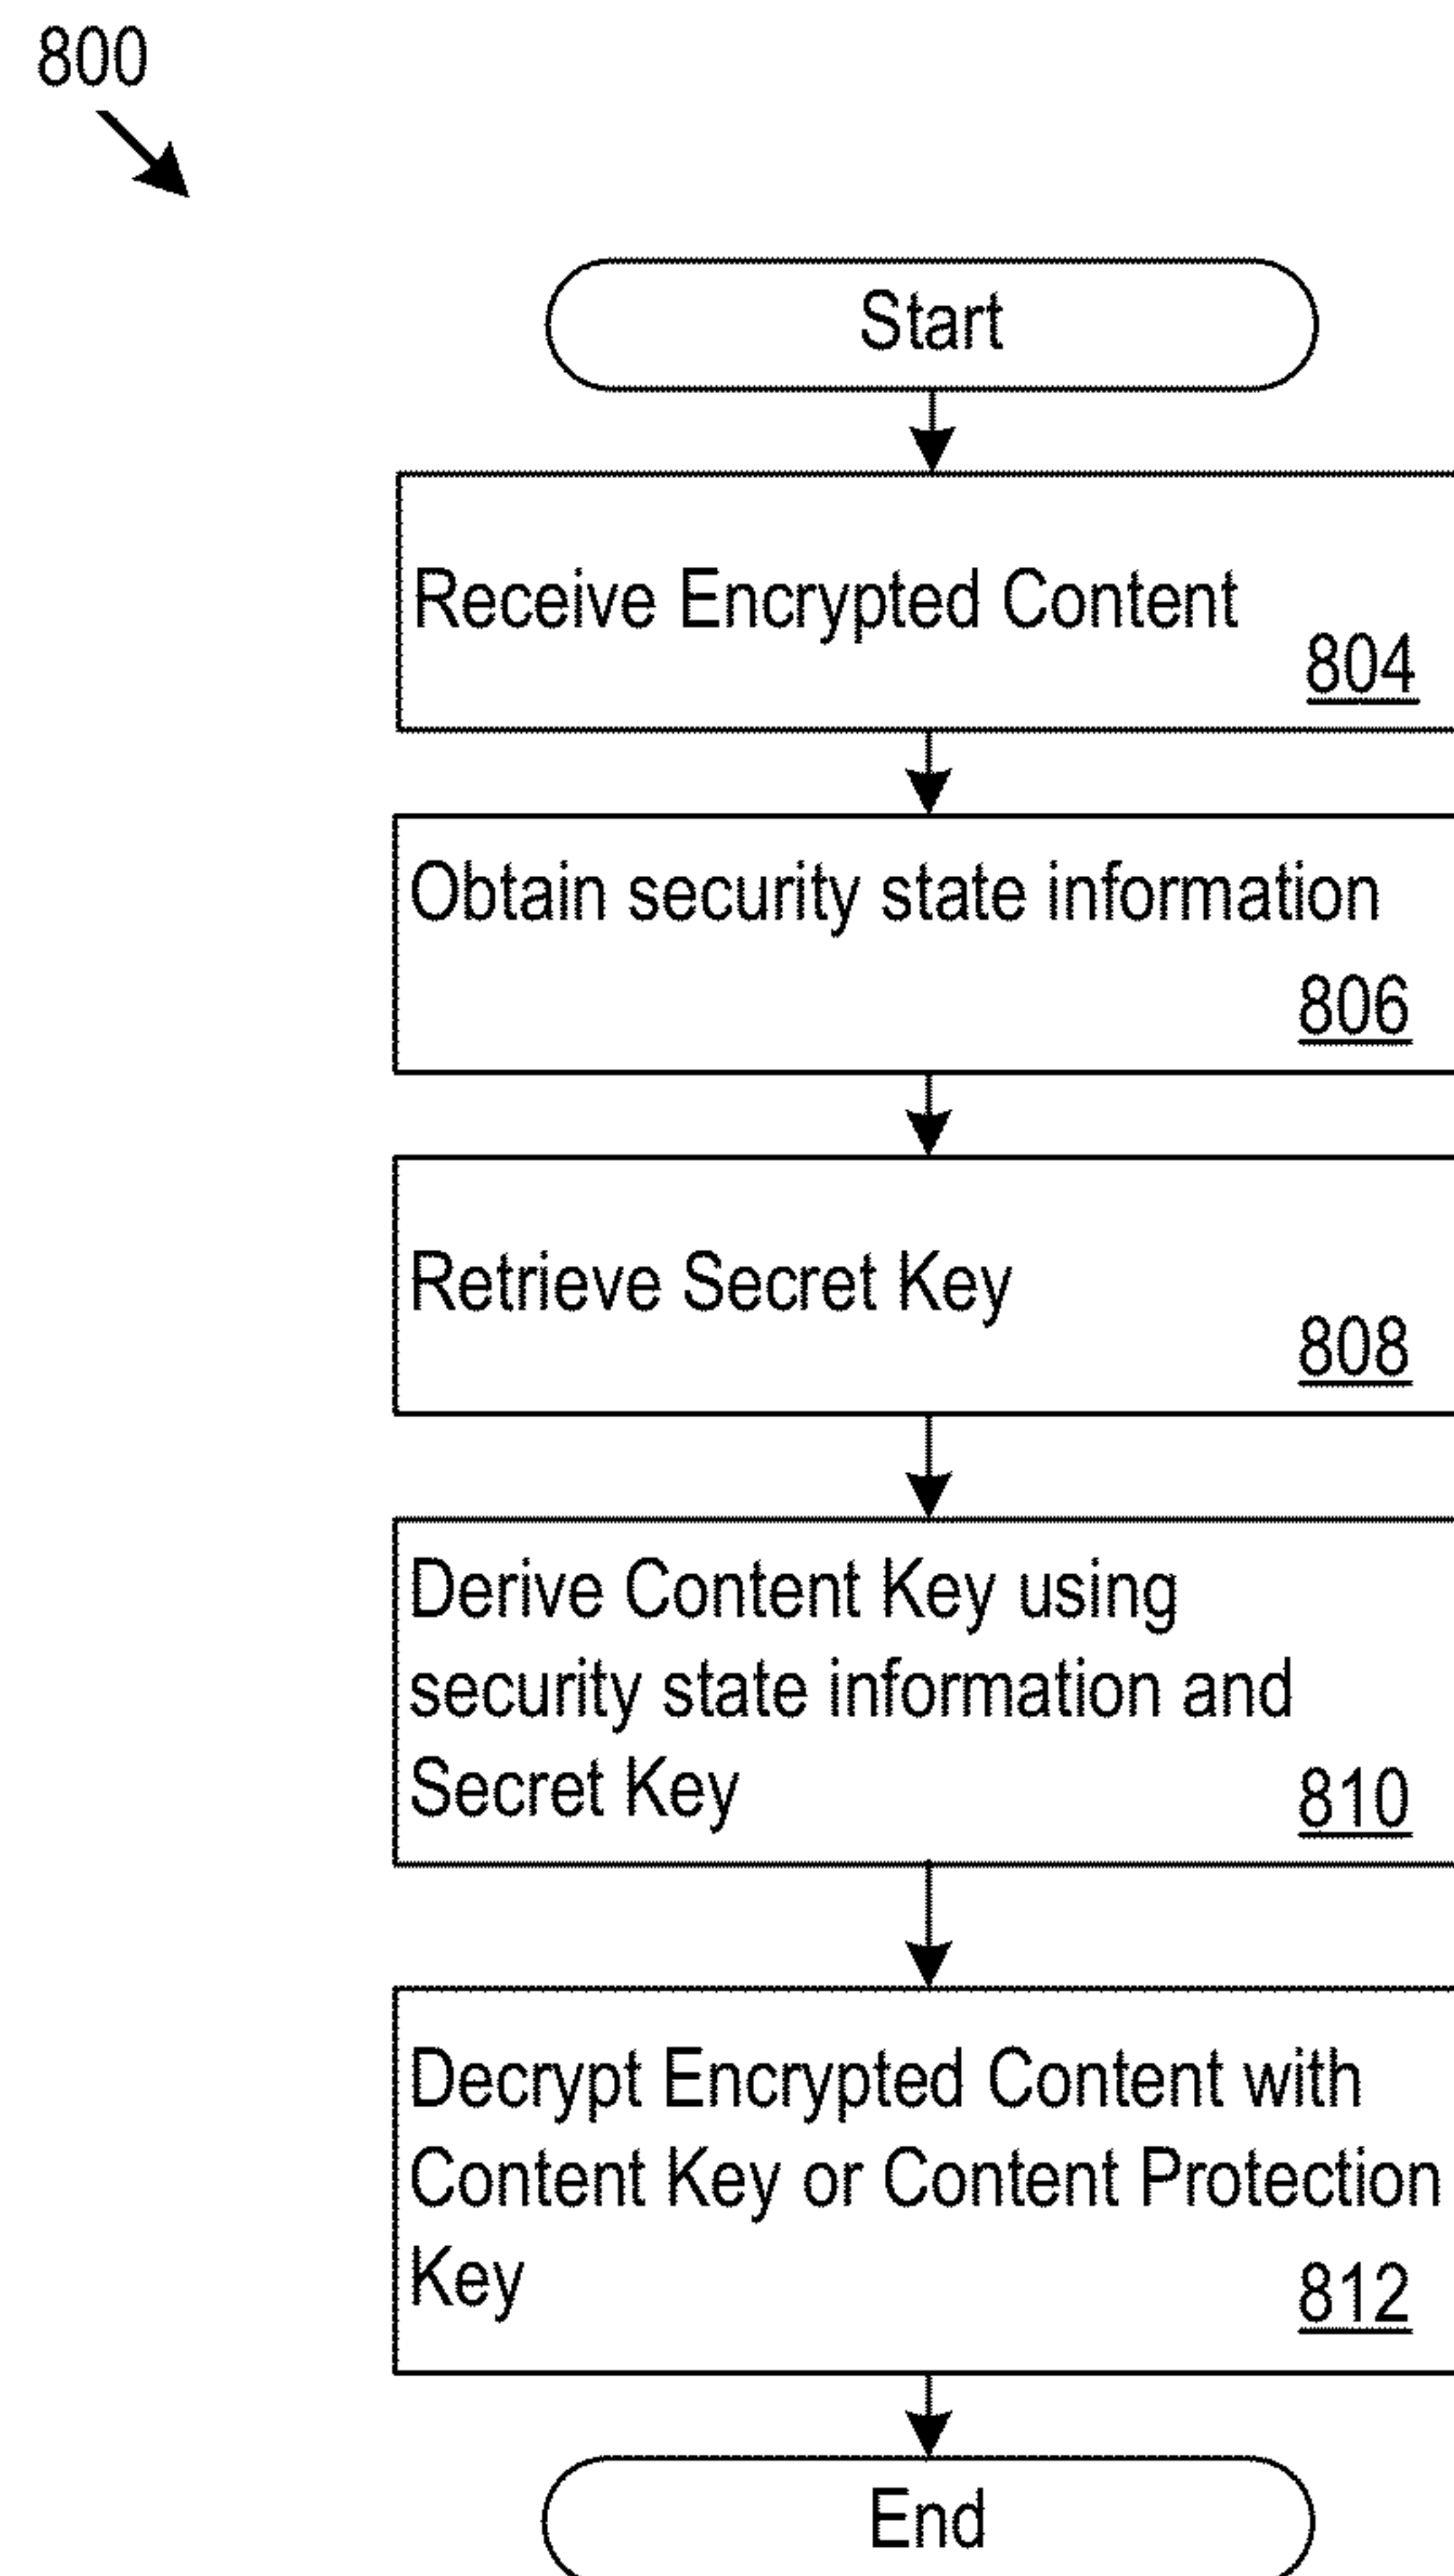 800
Start
Receive Encrypted Content
804
Obtain security state information
806
Retrieve Secret Key
808
Derive Content Key using
security state information and
Secret Key
810
Decrypt Encrypted Content with
Content Key or Content Protection
Key
812
End